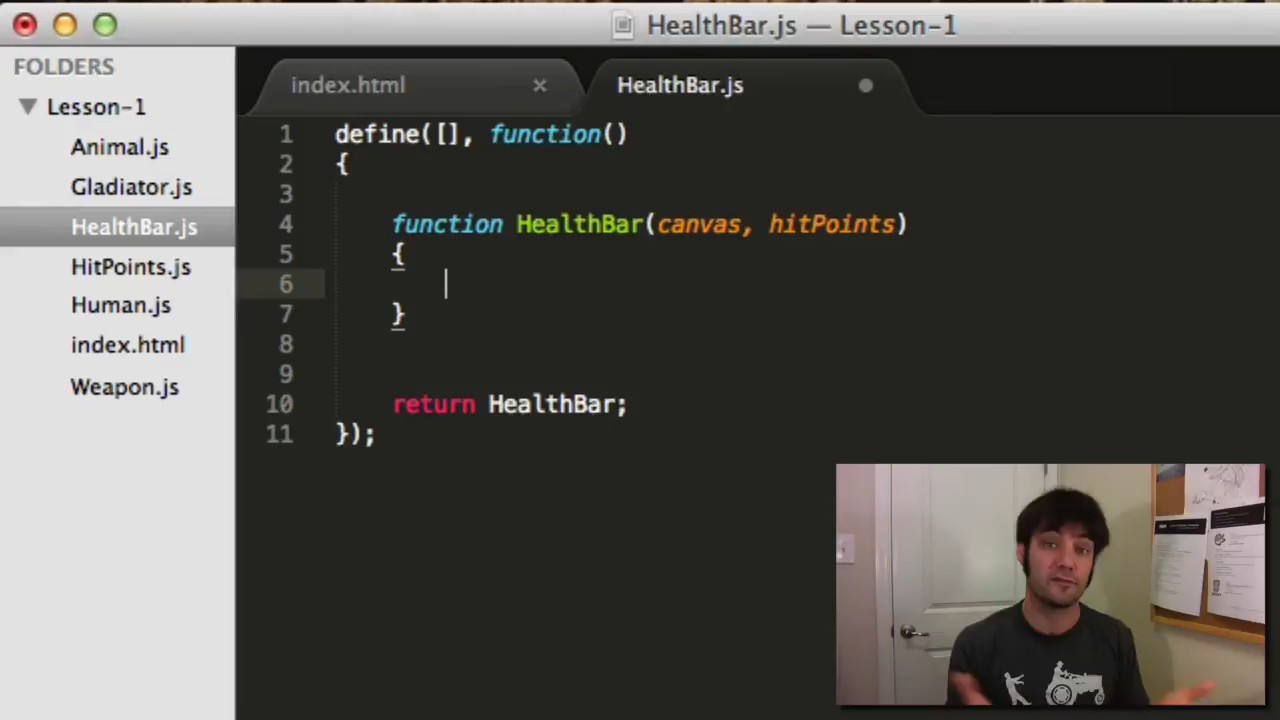 HealthBar.js — Lesson-1
FOLDERS
Lesson-1
Animal.js
Gladiator.js
HealthBar.js
HitPoints.js
Human.js
index.html
Weapon.js
index.html ×
HealthBar.js
1 define([], function()
2 {
3
4 function HealthBar(canvas, hitPoints)
5 {
6
7 }
8
9
10 return HealthBar;
11 });